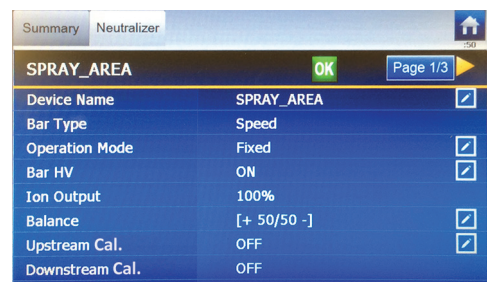 Summary Neutralizer
:50
SPRAY_AREA OK Page 1/3
Device Name SPRAY_AREA
Bar Type Speed
Operation Mode Fixed
Bar HV ON
Ion Output 100%
Balance [+ 50/50 -]
Upstream Cal. OFF
Downstream Cal. OFF